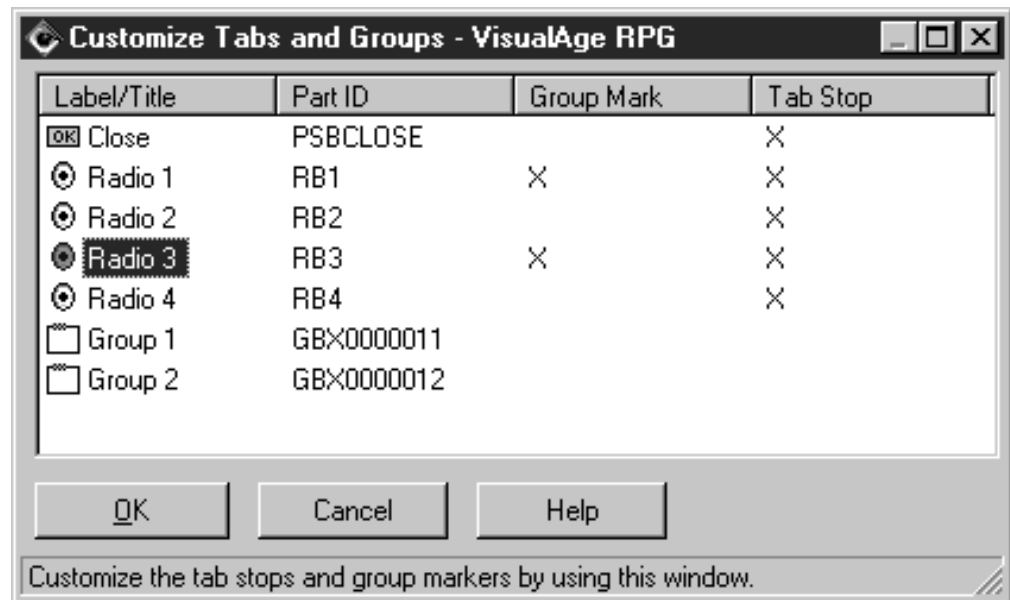 Customize Tabs and Groups - VisualAge RPG
Label/Title Part ID Group Mark Tab Stop
OK Close PSBCLOSE X
Radio 1 RB1 X X
Radio 2 RB2 X
Radio 3 RB3 X X
Radio 4 RB4 X
Group 1 GBX0000011
Group 2 GBX0000012
OK Cancel Help
Customize the tab stops and group markers by using this window.